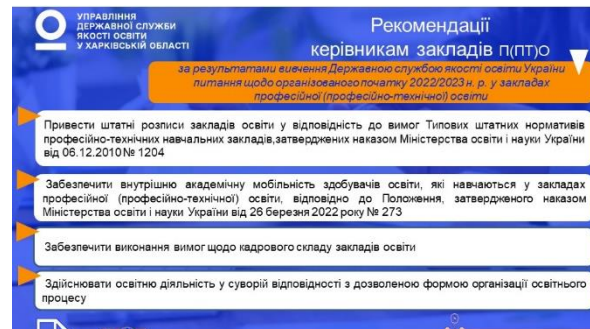 УПРАВЛІННЯ
ДЕРЖАВНОЇ СЛУЖБИ
ЯКОСТІ ОСВІТИ
У ХАРКІВСЬКІЙ ОБЛАСТІ
Рекомендації
керівникам закладів П(ПТ)О
за результатами вивчення Державною службою якості освіти України
питання щодо організованого початку 2022/2023 н. р. у закладах
професійної (професійно-технічної) освіти
Привести штатні розписи закладів освіти у відповідність до вимог Типових штатних нормативів
професійно-технічних навчальних закладів,затверджених наказом Міністерства освіти і науки України
від 06.12.2010 № 1204
Забезпечити внутрішню академічну мобільність здобувачів освіти, які навчаються у закладах
професійної (професійно-технічної) освіти, відповідно до Положення, затвердженого наказом
Міністерства освіти і науки України від 26 березня 2022 року № 273
Забезпечити виконання вимог щодо кадрового складу закладів освіти
Здійснювати освітню діяльність у суворій відповідності з дозволеною формою організації освітнього
процесу